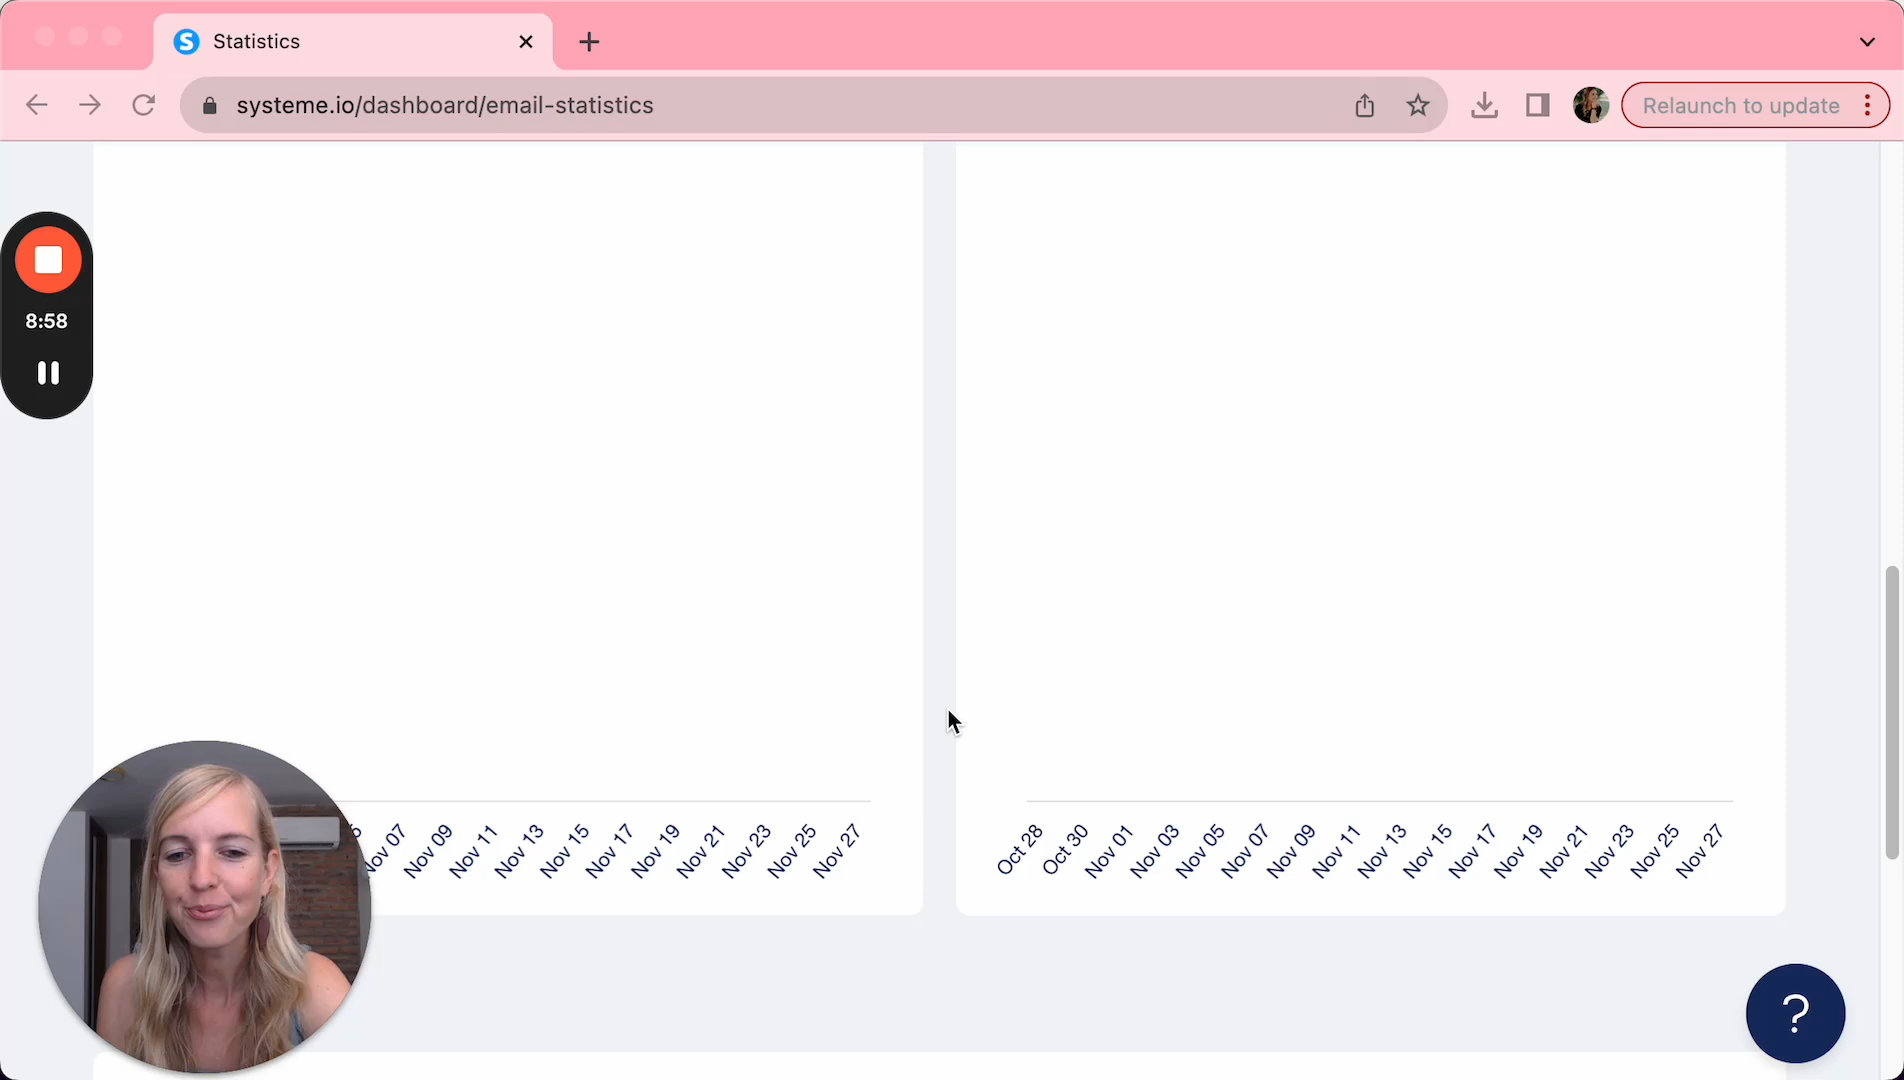 Statistics
systeme.io/dashboard/email-statistics
Relaunch to update
8:58
Nov 07
Nov 09
Nov 11
Nov 13
Nov 15
Nov 17
Nov 19
Nov 21
Nov 23
Nov 25
Nov 27
Oct 28
Oct 30
Nov 01
Nov 03
Nov 05
Nov 07
Nov 09
Nov 11
Nov 13
Nov 15
Nov 17
Nov 19
Nov 21
Nov 23
Nov 25
Nov 27
?